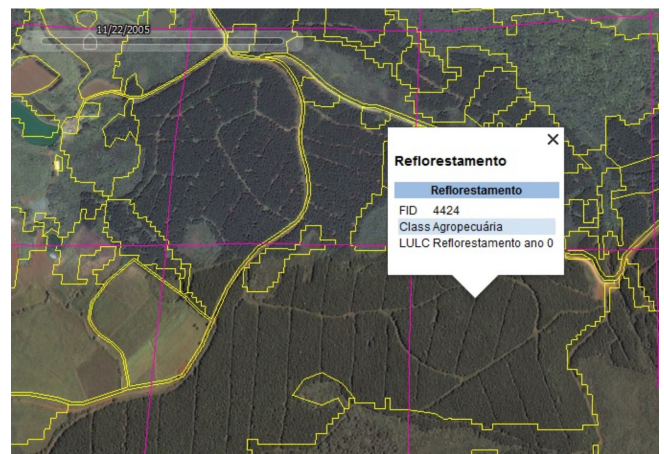 11/22/2005
Reflorestamento
Reflorestamento
FID 4424
Class Agropecuária
LULC Reflorestamento ano 0